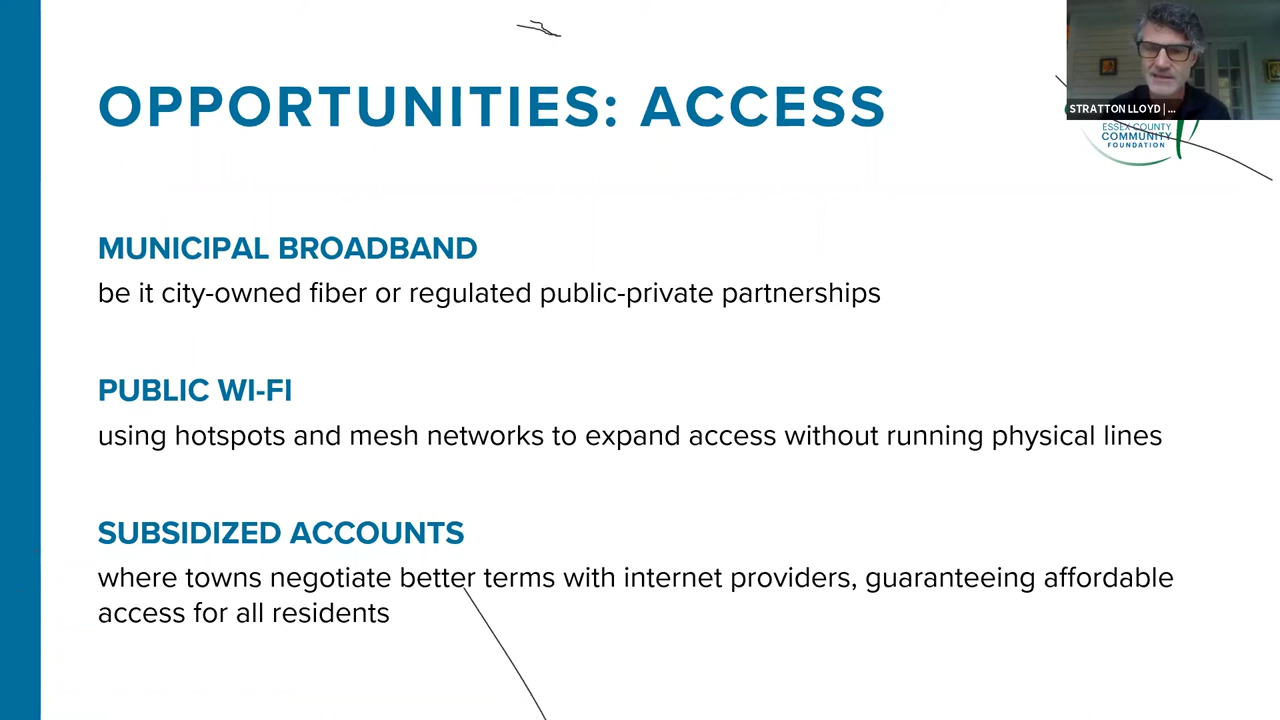 OPPORTUNITIES: ACCESS
STRATTON LLOYD | ...
ESSEX COUNTY
COMMUNITY
FOUNDATION
MUNICIPAL BROADBAND
be it city-owned fiber or regulated public-private partnerships
PUBLIC WI-FI
using hotspots and mesh networks to expand access without running physical lines
SUBSIDIZED ACCOUNTS
where towns negotiate better terms with internet providers, guaranteeing affordable
access for all residents